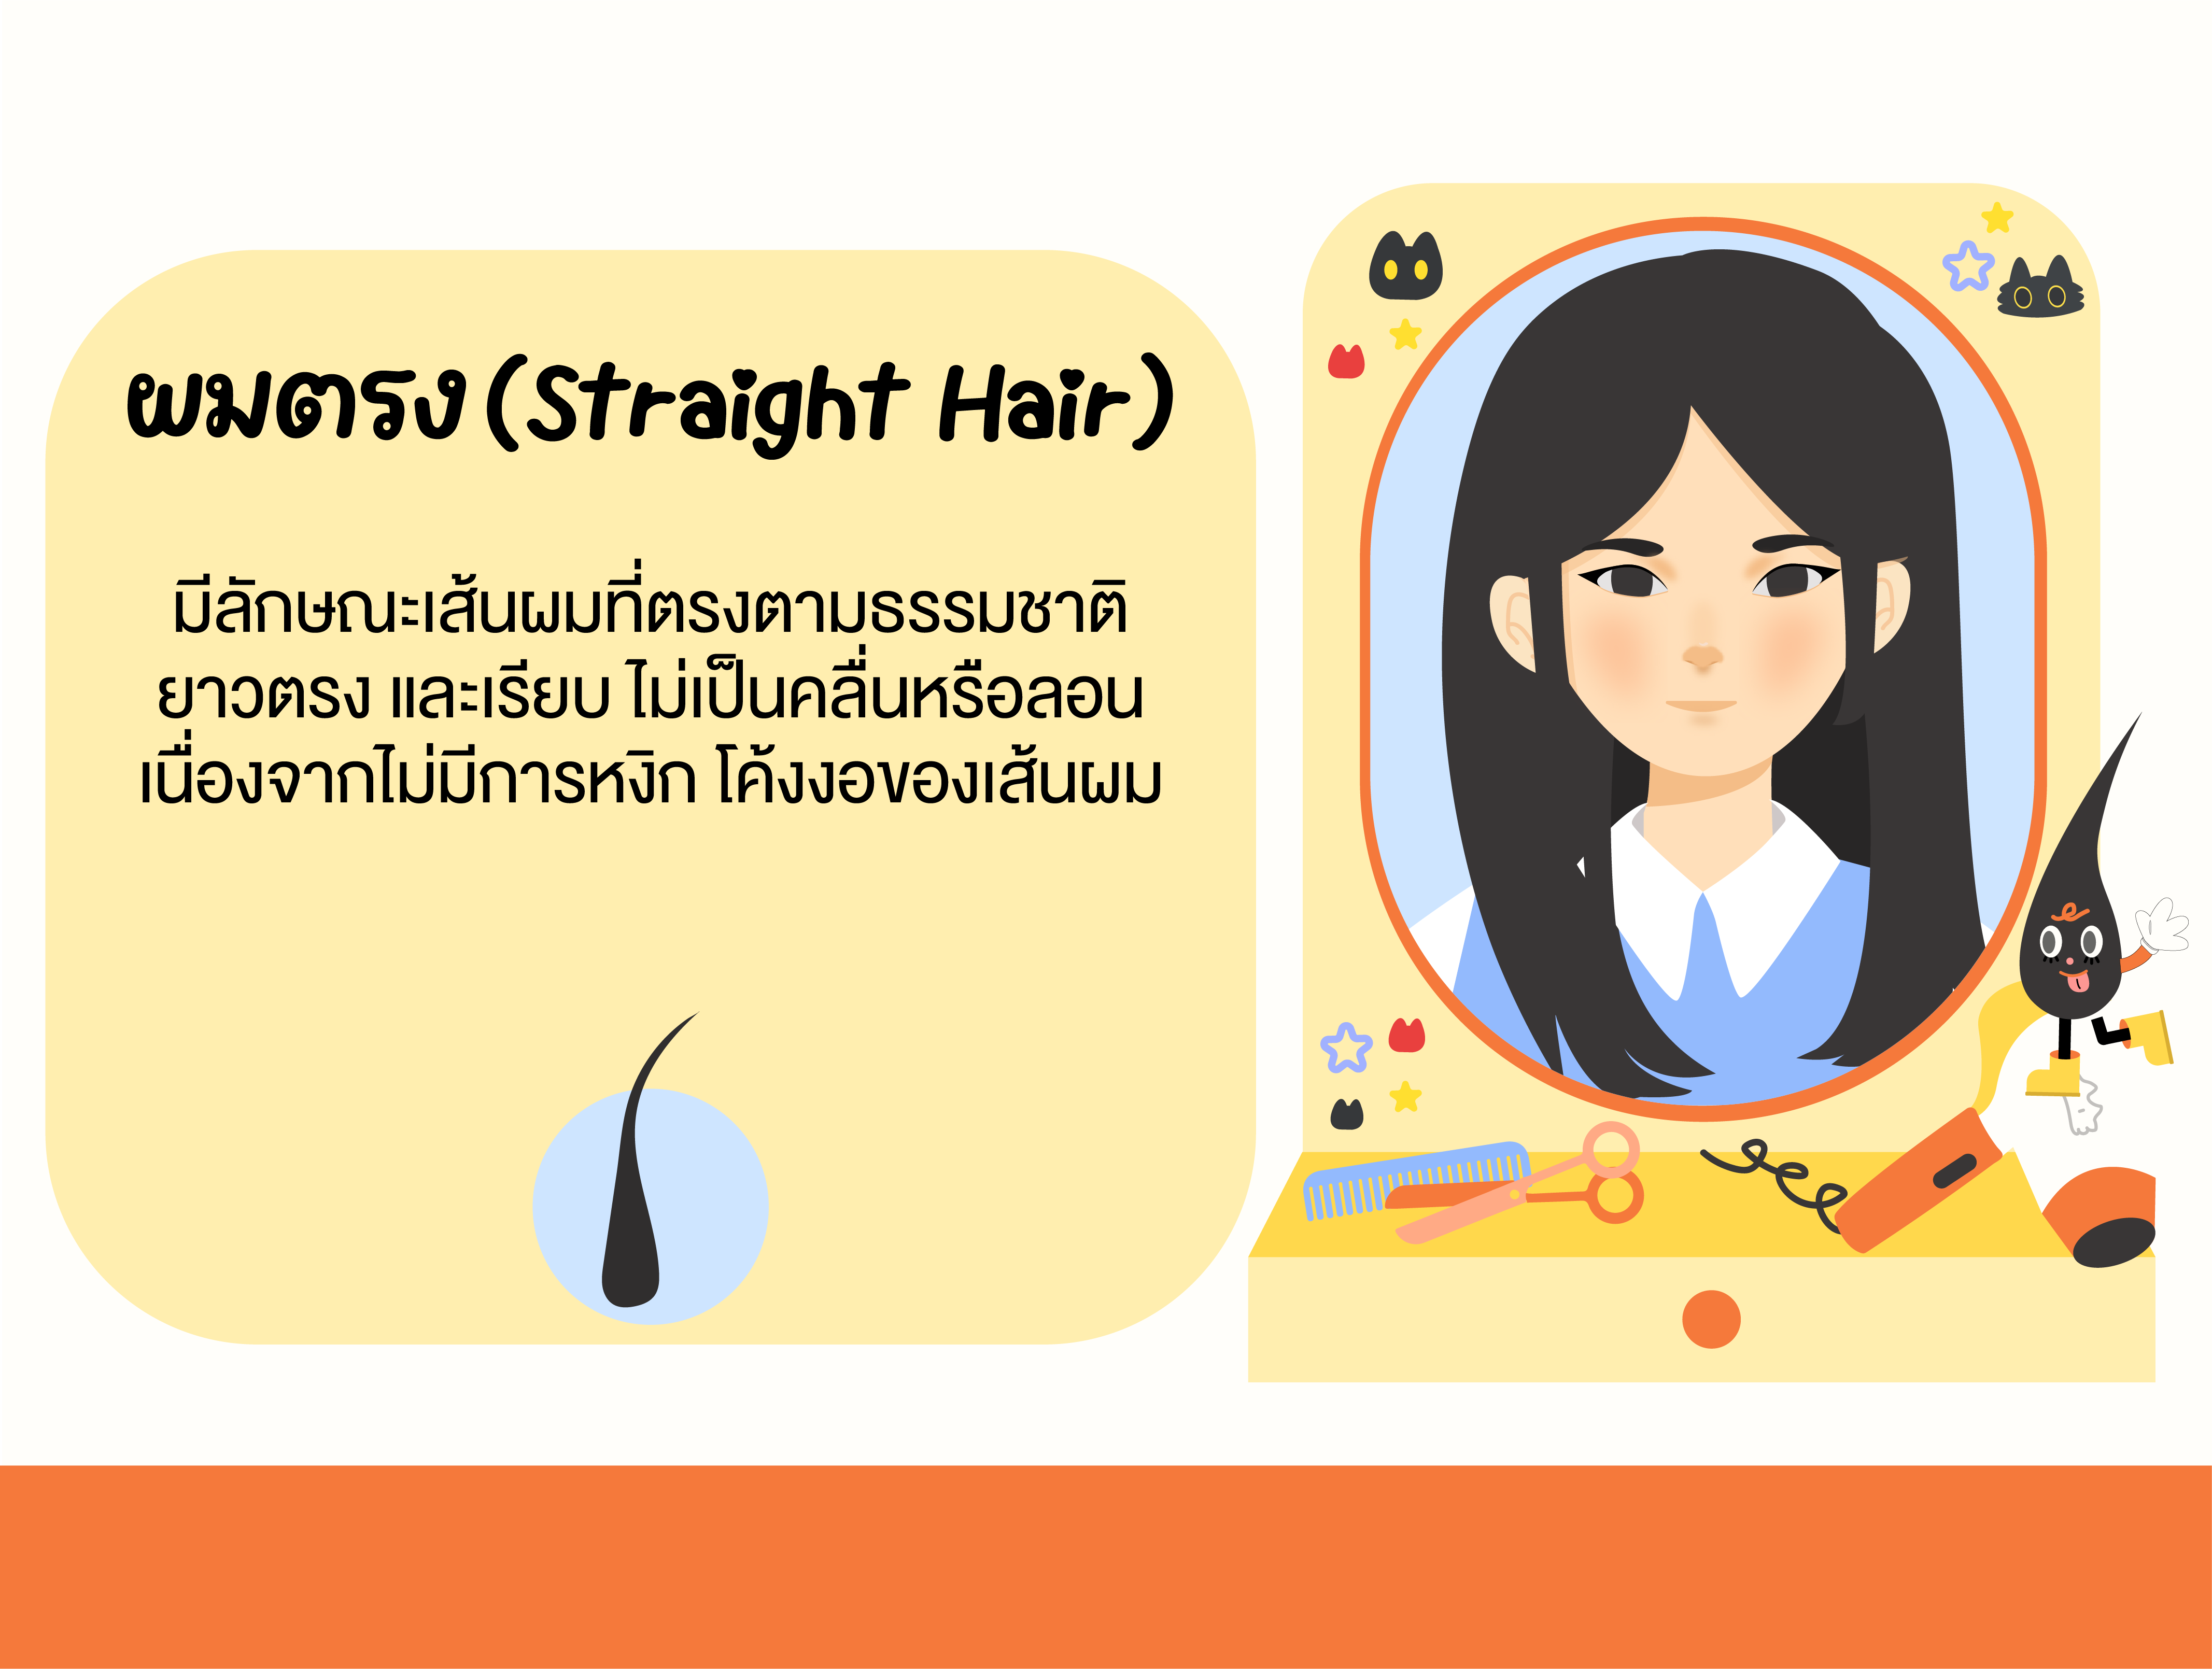 ผมตรง (Straight Hair)
มีลักษณะเส้นผมที่ตรงตามธรรมชาติ
ยาวตรง และเรียบ ไม่เป็นคลื่นหรือลอน
เนื่องจากไม่มีการหงิก โค้งงอของเส้นผม